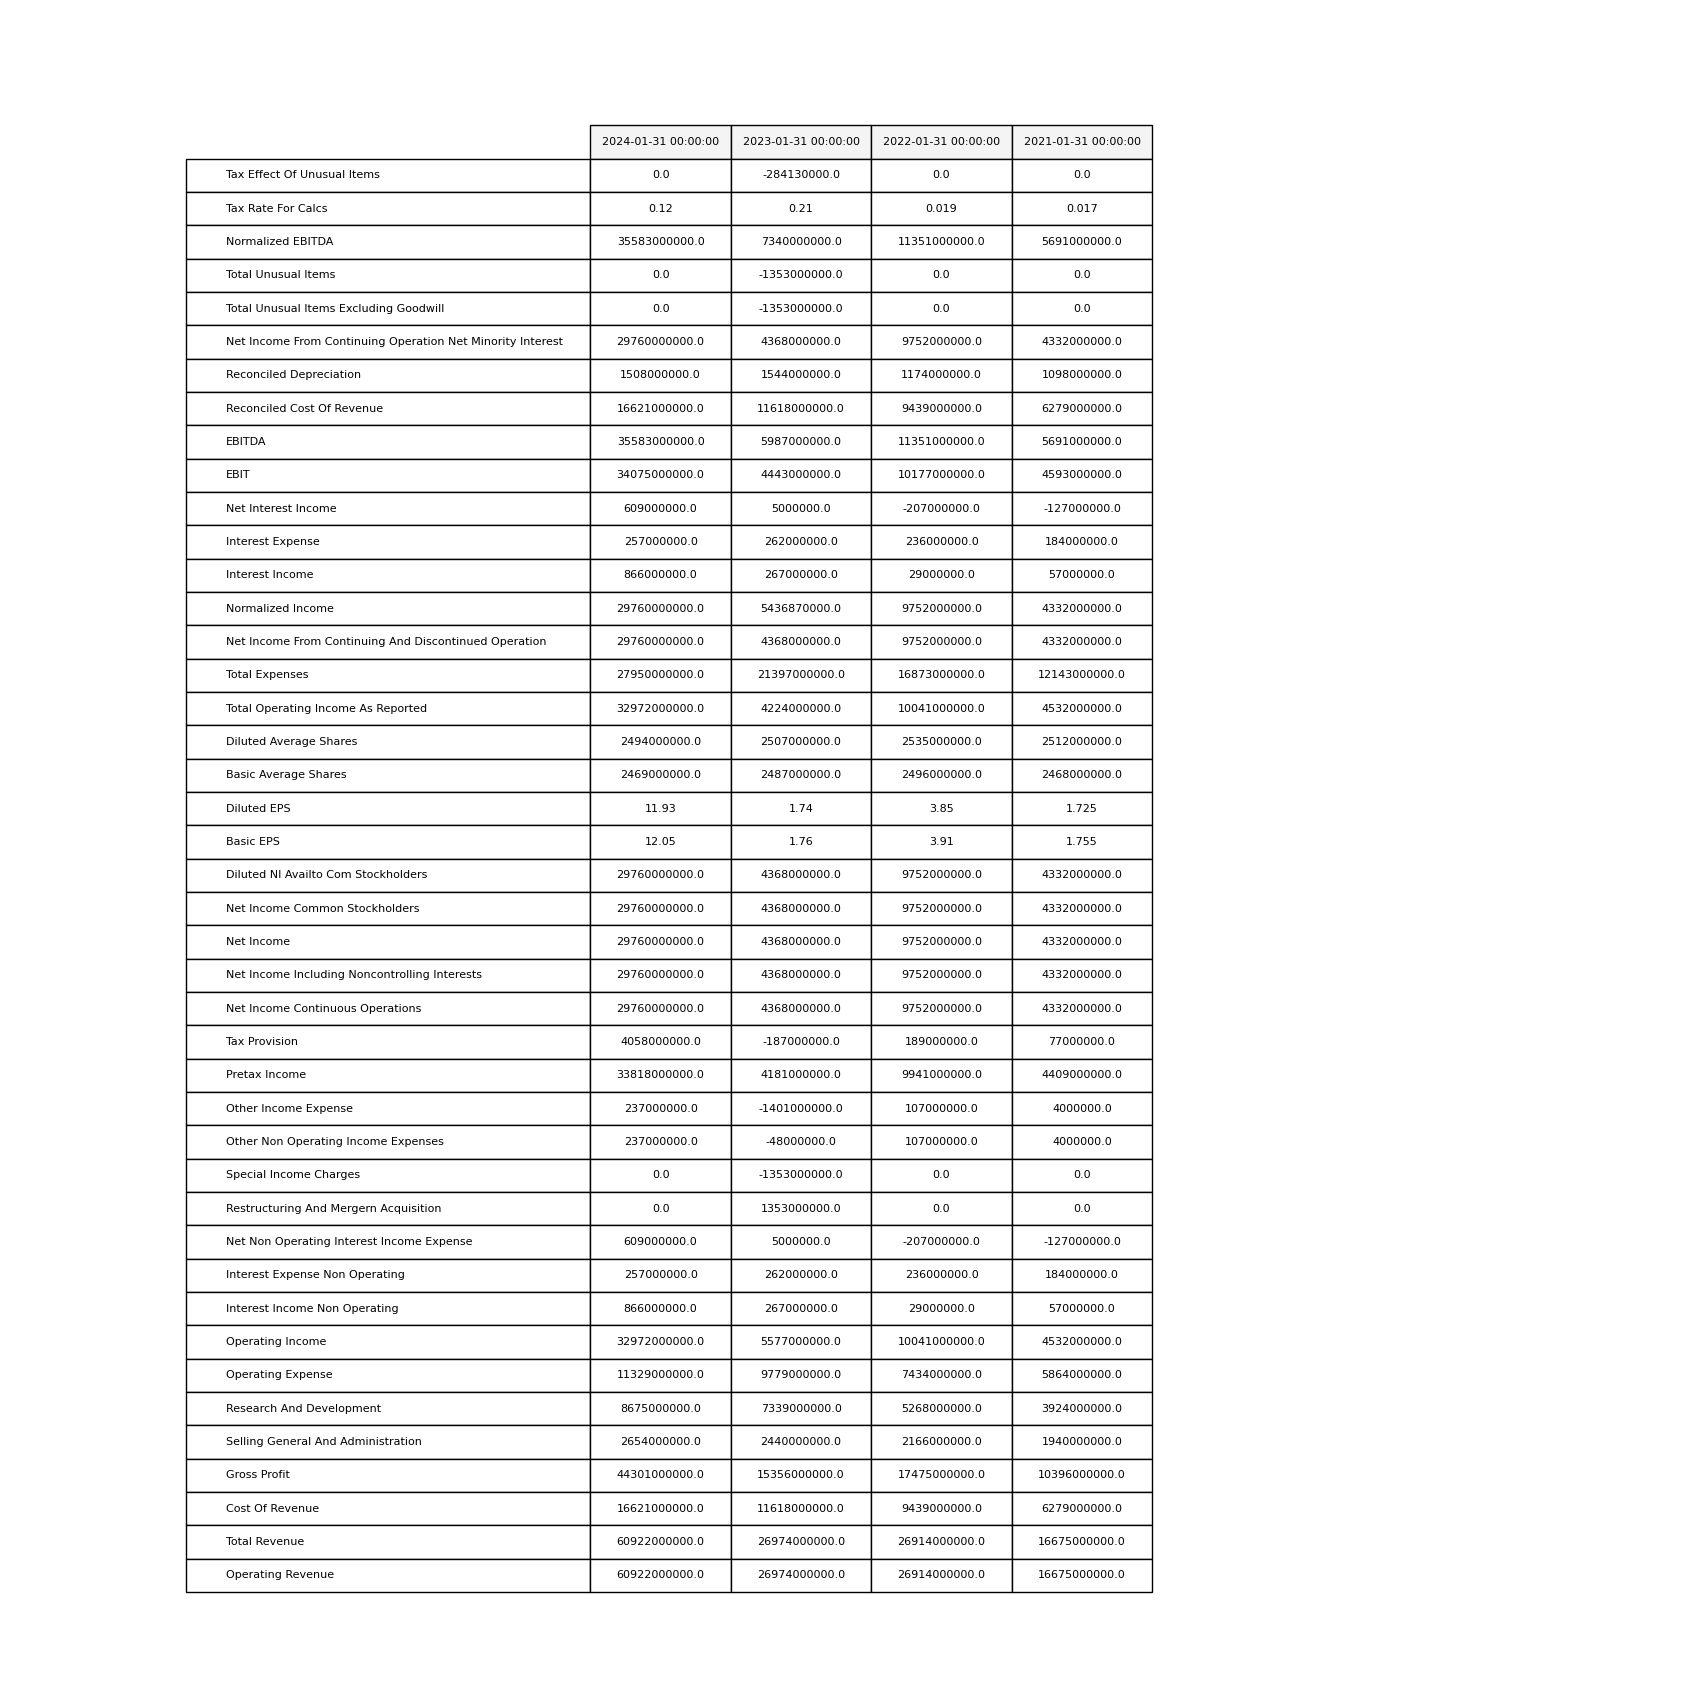 2024-01-31 00:00:00 2023-01-31 00:00:00 2022-01-31 00:00:00 2021-01-31 00:00:00
Tax Effect Of Unusual Items 0.0 -284130000.0 0.0 0.0
Tax Rate For Calcs 0.12 0.21 0.019 0.017
Normalized EBITDA 35583000000.0 7340000000.0 11351000000.0 5691000000.0
Total Unusual Items 0.0 -1353000000.0 0.0 0.0
Total Unusual Items Excluding Goodwill 0.0 -1353000000.0 0.0 0.0
Net Income From Continuing Operation Net Minority Interest 29760000000.0 4368000000.0 9752000000.0 4332000000.0
Reconciled Depreciation 1508000000.0 1544000000.0 1174000000.0 1098000000.0
Reconciled Cost Of Revenue 16621000000.0 11618000000.0 9439000000.0 6279000000.0
EBITDA 35583000000.0 5987000000.0 11351000000.0 5691000000.0
EBIT 34075000000.0 4443000000.0 10177000000.0 4593000000.0
Net Interest Income 609000000.0 5000000.0 -207000000.0 -127000000.0
Interest Expense 257000000.0 262000000.0 236000000.0 184000000.0
Interest Income 866000000.0 267000000.0 29000000.0 57000000.0
Normalized Income 29760000000.0 5436870000.0 9752000000.0 4332000000.0
Net Income From Continuing And Discontinued Operation 29760000000.0 4368000000.0 9752000000.0 4332000000.0
Total Expenses 27950000000.0 21397000000.0 16873000000.0 12143000000.0
Total Operating Income As Reported 32972000000.0 4224000000.0 10041000000.0 4532000000.0
Diluted Average Shares 2494000000.0 2507000000.0 2535000000.0 2512000000.0
Basic Average Shares 2469000000.0 2487000000.0 2496000000.0 2468000000.0
Diluted EPS 11.93 1.74 3.85 1.725
Basic EPS 12.05 1.76 3.91 1.755
Diluted NI Availto Com Stockholders 29760000000.0 4368000000.0 9752000000.0 4332000000.0
Net Income Common Stockholders 29760000000.0 4368000000.0 9752000000.0 4332000000.0
Net Income 29760000000.0 4368000000.0 9752000000.0 4332000000.0
Net Income Including Noncontrolling Interests 29760000000.0 4368000000.0 9752000000.0 4332000000.0
Net Income Continuous Operations 29760000000.0 4368000000.0 9752000000.0 4332000000.0
Tax Provision 4058000000.0 -187000000.0 189000000.0 77000000.0
Pretax Income 33818000000.0 4181000000.0 9941000000.0 4409000000.0
Other Income Expense 237000000.0 -1401000000.0 107000000.0 4000000.0
Other Non Operating Income Expenses 237000000.0 -48000000.0 107000000.0 4000000.0
Special Income Charges 0.0 -1353000000.0 0.0 0.0
Restructuring And Mergern Acquisition 0.0 1353000000.0 0.0 0.0
Net Non Operating Interest Income Expense 609000000.0 5000000.0 -207000000.0 -127000000.0
Interest Expense Non Operating 257000000.0 262000000.0 236000000.0 184000000.0
Interest Income Non Operating 866000000.0 267000000.0 29000000.0 57000000.0
Operating Income 32972000000.0 5577000000.0 10041000000.0 4532000000.0
Operating Expense 11329000000.0 9779000000.0 7434000000.0 5864000000.0
Research And Development 8675000000.0 7339000000.0 5268000000.0 3924000000.0
Selling General And Administration 2654000000.0 2440000000.0 2166000000.0 1940000000.0
Gross Profit 44301000000.0 15356000000.0 17475000000.0 10396000000.0
Cost Of Revenue 16621000000.0 11618000000.0 9439000000.0 6279000000.0
Total Revenue 60922000000.0 26974000000.0 26914000000.0 16675000000.0
Operating Revenue 60922000000.0 26974000000.0 26914000000.0 16675000000.0